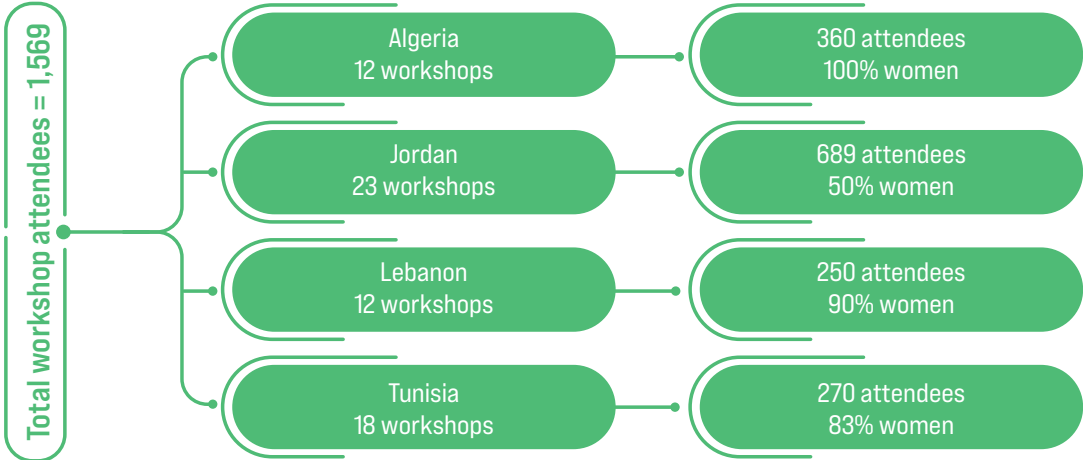 Total workshop attendees = 1,569
Algeria
12 workshops
360 attendees
100% women
Jordan
23 workshops
689 attendees
50% women
Lebanon
12 workshops
250 attendees
90% women
Tunisia
18 workshops
270 attendees
83% women